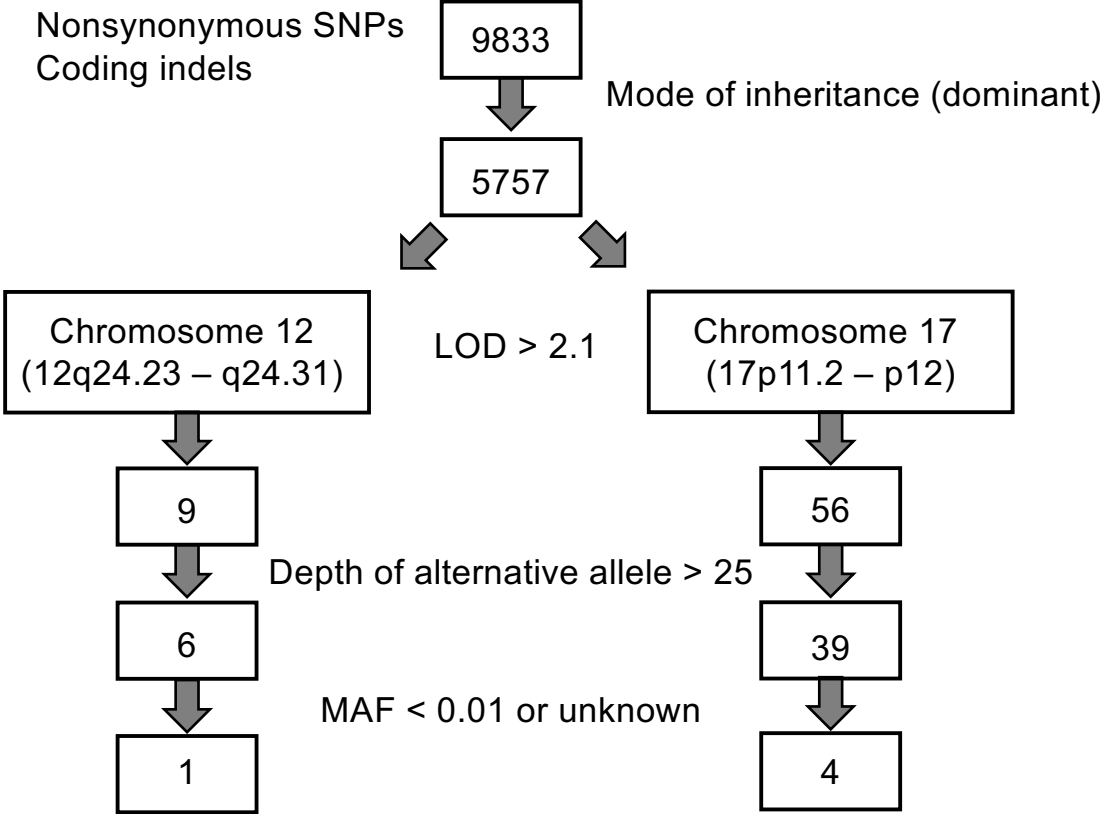 Nonsynonymous SNPs
Coding indels
9833
Mode of inheritance (dominant)
5757
Chromosome 12
(12q24.23 – q24.31)
LOD > 2.1
Chromosome 17
(17p11.2 – p12)
9
56
Depth of alternative allele > 25
6
39
MAF < 0.01 or unknown
1
4